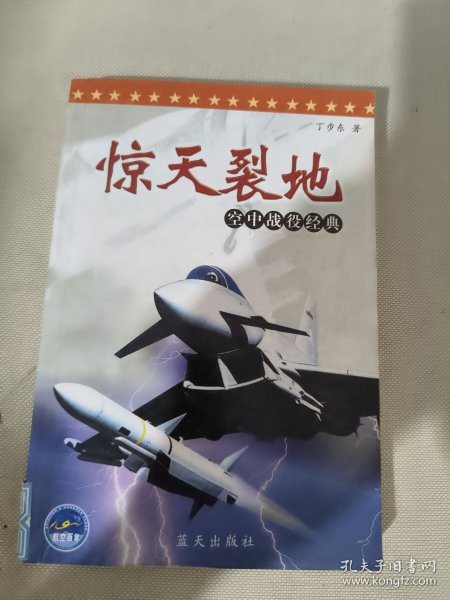 丁步东 著
惊天裂地
空中战役经典
航空百年
蓝天出版社
孔夫子旧书网
www.kongfz.com